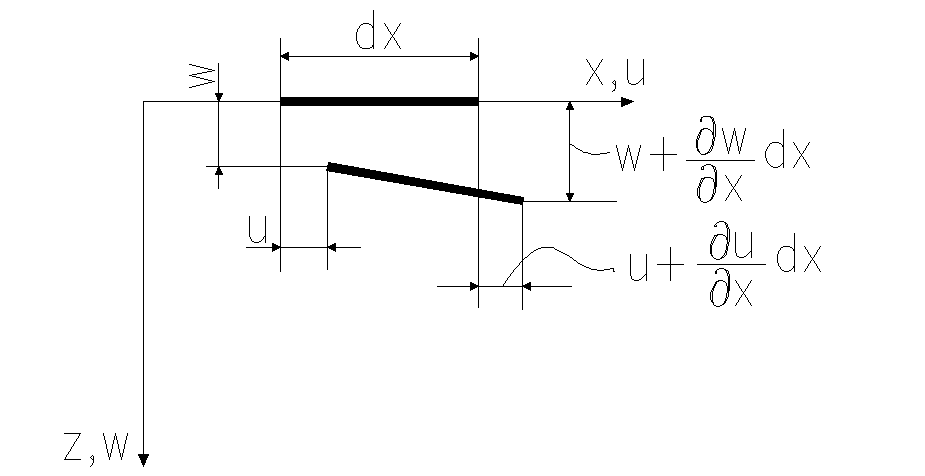 dx
w
x,u
w + ∂w/∂x dx
u
u + ∂u/∂x dx
z,w